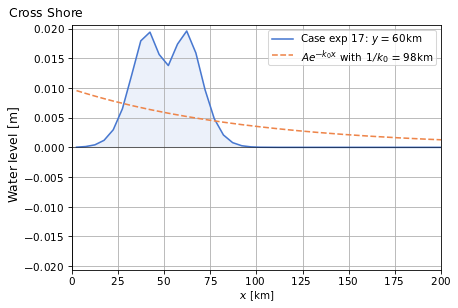 Cross Shore
Case exp 17: y = 60km
Ae^{-k_0x} with 1/k_0 = 98km
Water level [m]
0.020
0.015
0.010
0.005
0.000
−0.005
−0.010
−0.015
−0.020
0 25 50 75 100 125 150 175 200
x [km]